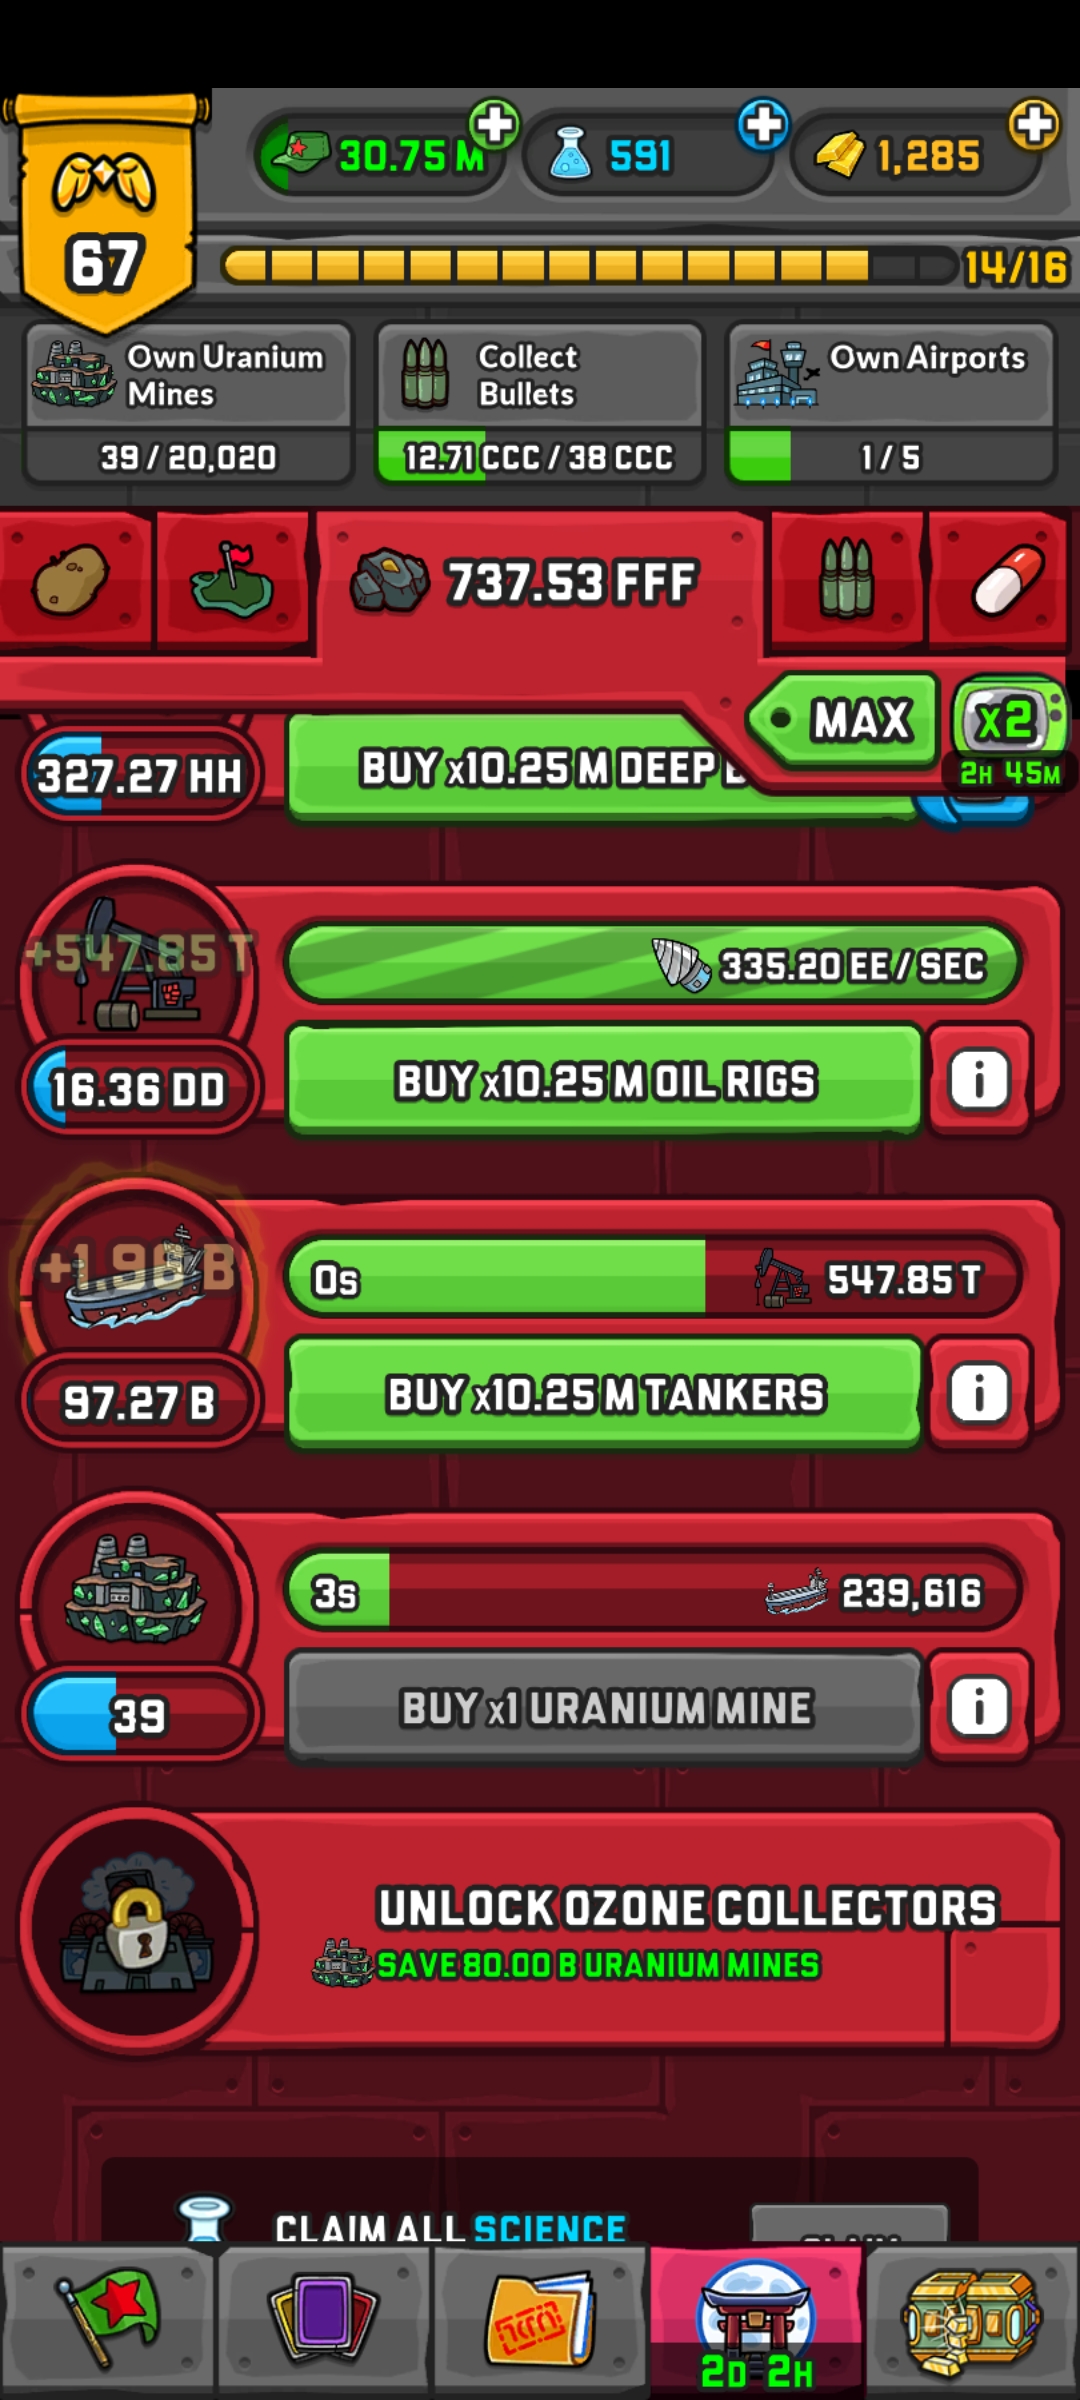 30.75 M
591
1,285
67
14/16
Own Uranium Mines
39 / 20,020
Collect Bullets
12.71 CCC / 38 CCC
Own Airports
1 / 5
737.53 FFF
MAX
x2
2H 45M
327.27 HH
BUY x10.25 M DEEP
+547.85 T
335.20 EE / SEC
16.36 DD
BUY x10.25 M OIL RIGS
0s
547.85 T
97.27 B
BUY x10.25 M TANKERS
3s
239,616
39
BUY x1 URANIUM MINE
UNLOCK OZONE COLLECTORS
SAVE 80.00 B URANIUM MINES
CLAIM ALL SCIENCE
2D 2H